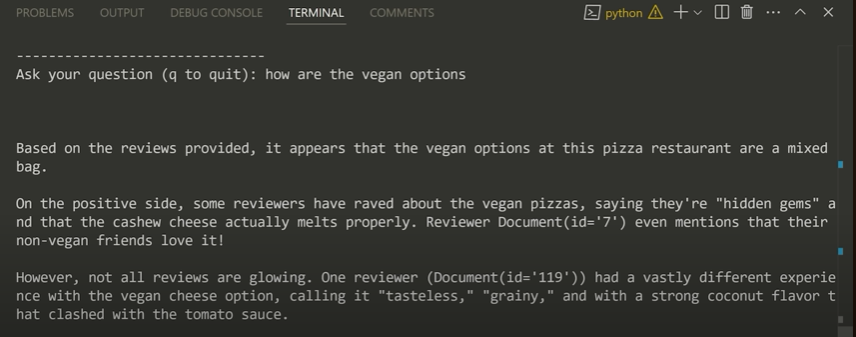 PROBLEMS OUTPUT DEBUG CONSOLE TERMINAL COMMENTS python
------------------------------
Ask your question (q to quit): how are the vegan options
Based on the reviews provided, it appears that the vegan options at this pizza restaurant are a mixed
bag.
On the positive side, some reviewers have raved about the vegan pizzas, saying they're "hidden gems" a
nd that the cashew cheese actually melts properly. Reviewer Document(id='7') even mentions that their
non-vegan friends love it!
However, not all reviews are glowing. One reviewer (Document(id='119')) had a vastly different experie
nce with the vegan cheese option, calling it "tasteless," "grainy," and with a strong coconut flavor t
hat clashed with the tomato sauce.